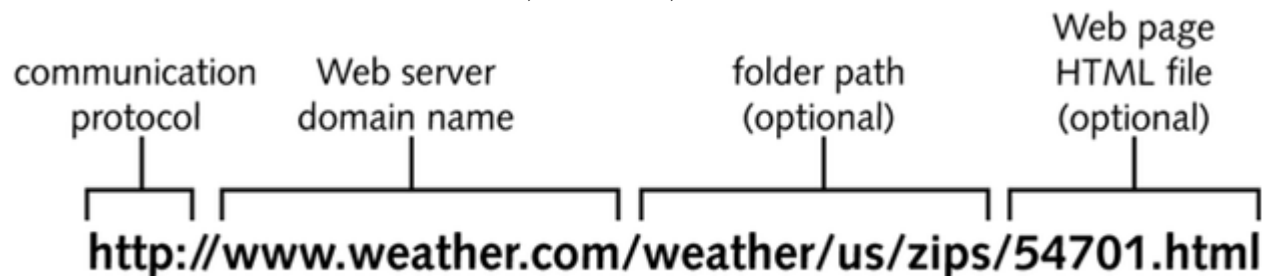 communication
protocol
Web server
domain name
folder path
(optional)
Web page
HTML file
(optional)
http://www.weather.com/weather/us/zips/54701.html